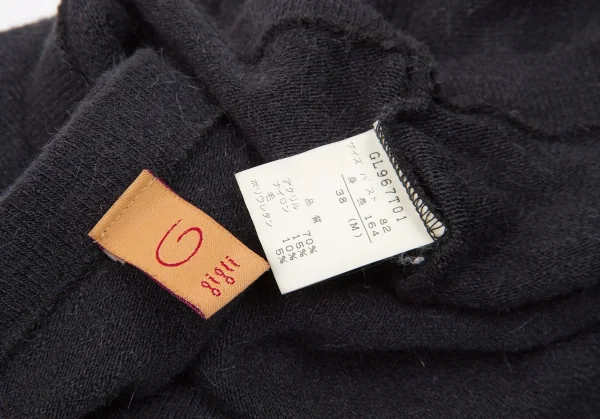 G
gigli
GL967T01
サイズ バスト 82
身長 164
38 (M)
品質
アクリル 70%
ナイロン 15%
毛 10%
ポリウレタン 5%